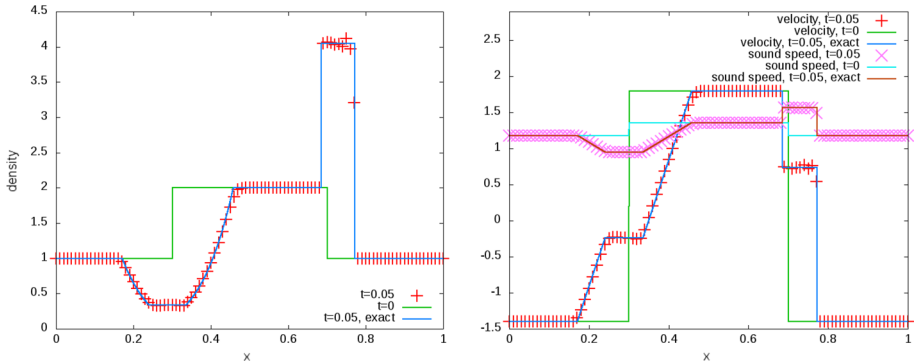 4.5
4
3.5
3
2.5
2
1.5
1
0.5
0
density
0
0.2
0.4
0.6
0.8
1
x
t=0.05
t=0
t=0.05, exact
2.5
2
1.5
1
0.5
0
-0.5
-1
-1.5
0
0.2
0.4
0.6
0.8
1
x
velocity, t=0.05
velocity, t=0
velocity, t=0.05, exact
sound speed, t=0.05
sound speed, t=0
sound speed, t=0.05, exact